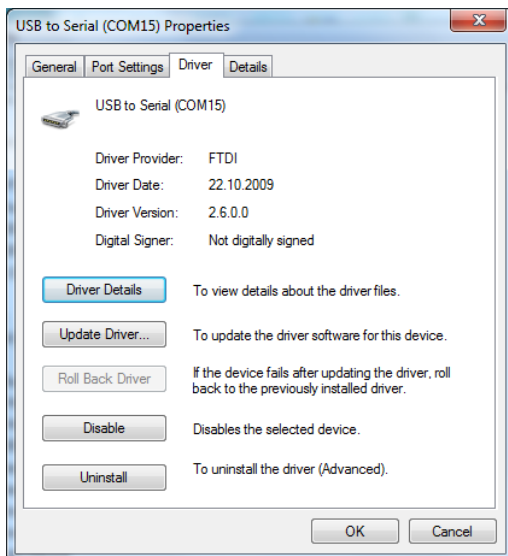 USB to Serial (COM15) Properties
General Port Settings Driver Details
USB to Serial (COM15)
Driver Provider: FTDI
Driver Date: 22.10.2009
Driver Version: 2.6.0.0
Digital Signer: Not digitally signed
Driver Details To view details about the driver files.
Update Driver... To update the driver software for this device.
Roll Back Driver If the device fails after updating the driver, roll
back to the previously installed driver.
Disable Disables the selected device.
Uninstall To uninstall the driver (Advanced).
OK Cancel